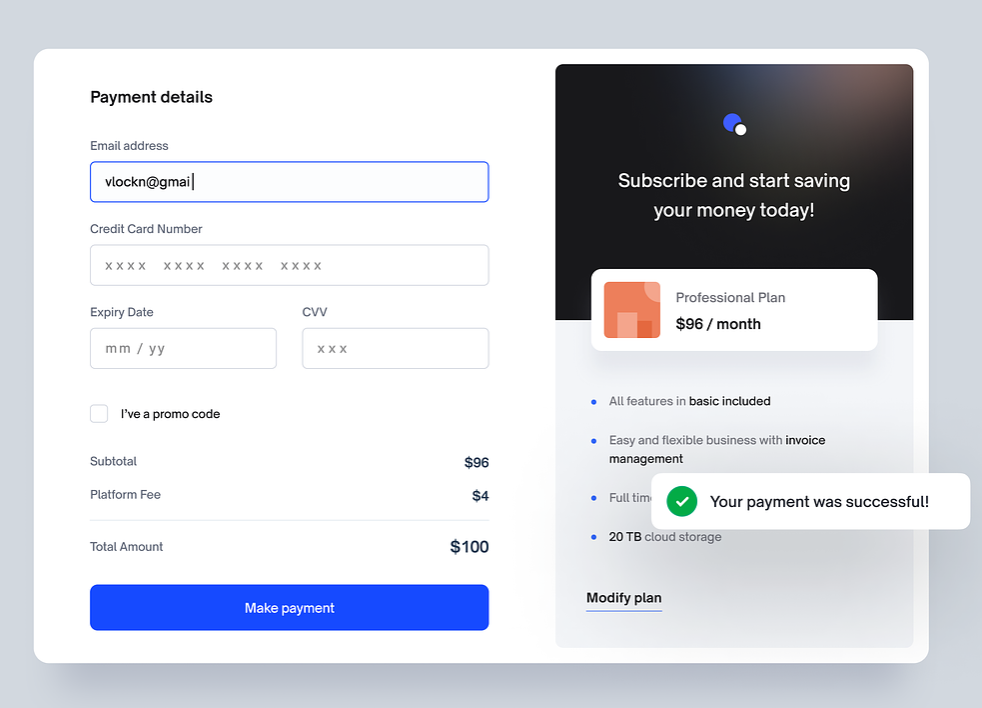 Payment details
Email address
vlockn@gmai
Credit Card Number
xxxx xxxx xxxx xxxx
Expiry Date
CVV
mm / yy
xxx
I've a promo code
Subtotal
$96
Platform Fee
$4
Total Amount
$100
Make payment
Subscribe and start saving
your money today!
Professional Plan
$96 / month
All features in basic included
Easy and flexible business with invoice
management
Full
Your payment was successful!
20 TB cloud storage
Modify plan